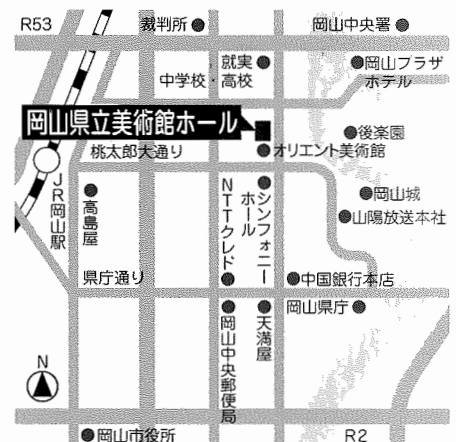 R53
裁判所
岡山中央署
就実
中学校・高校
岡山プラザ
ホテル
岡山県立美術館ホール
後楽園
桃太郎大通り
オリエント美術館
JR岡山駅
高島屋
NTTクレド
シンフォニー
ホール
岡山城
山陽放送本社
県庁通り
中国銀行本店
岡山県庁
岡山中央郵便局
天満屋
N
岡山市役所
R2